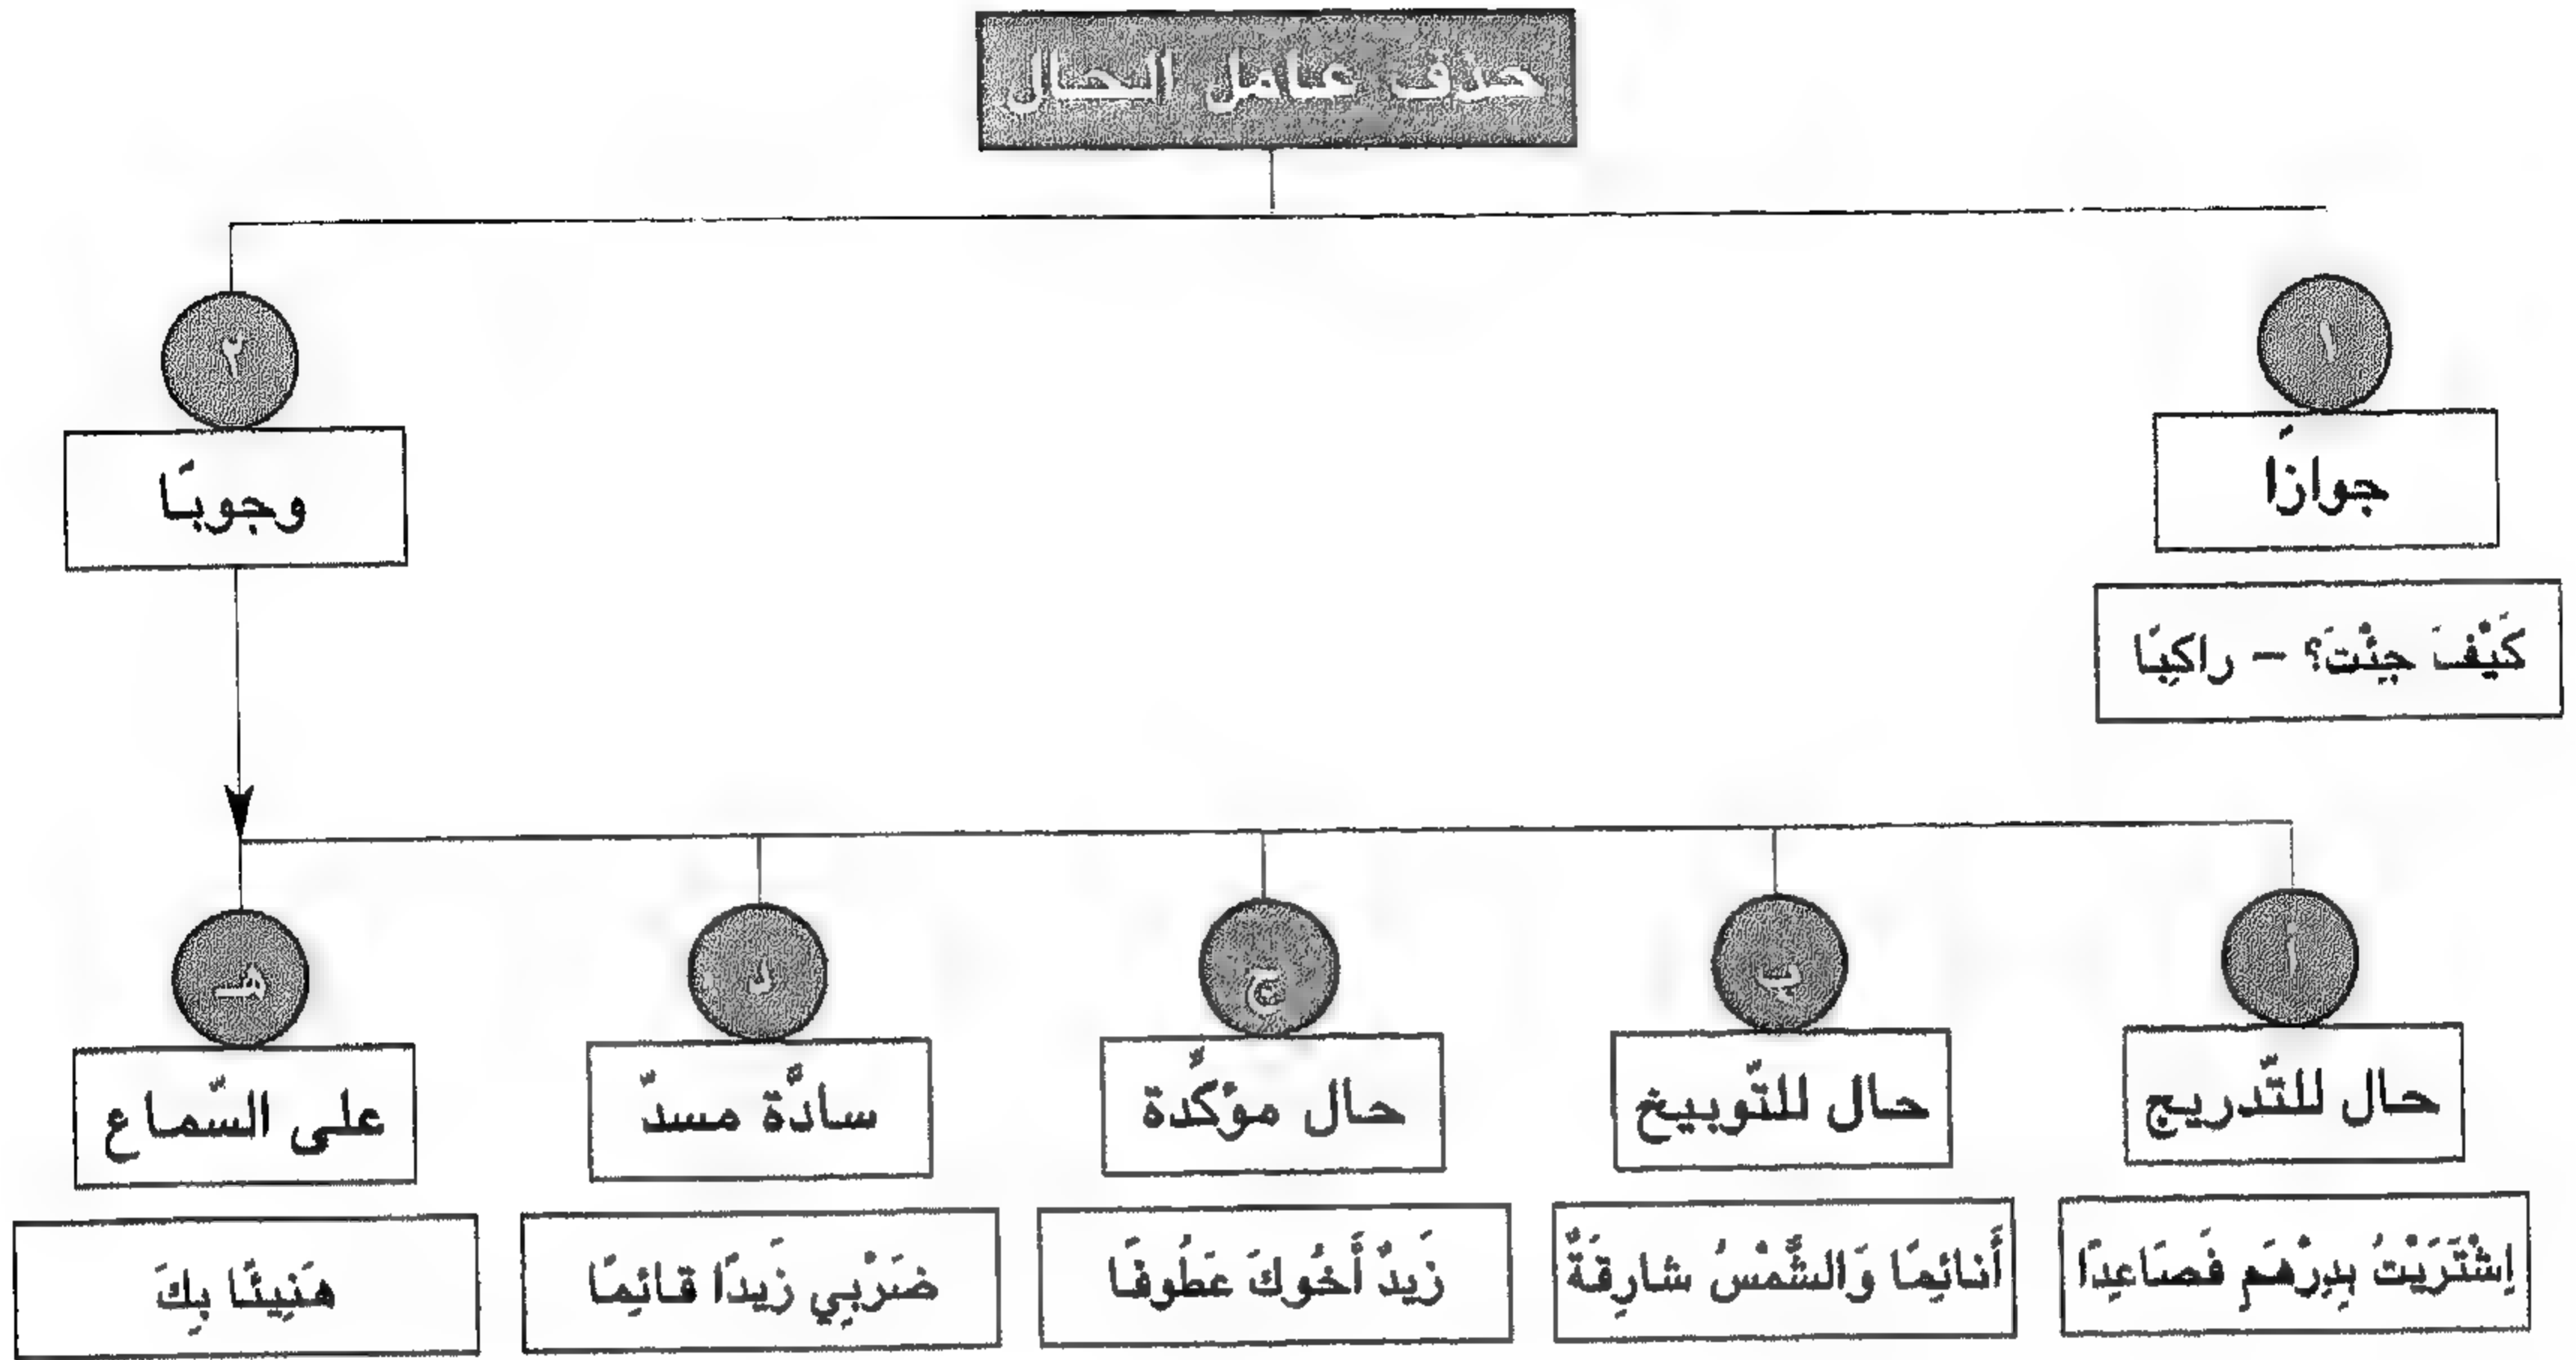 حذف عامل الحال
١
جوازًا
كَيْفَ جِئْتَ؟ – راكِبًا
٢
وجوبًا
أ
حال للتّدريج
اِشْتَرَيْتُ بِدِرْهَمٍ فَصَاعِدًا
ب
حال للتّوبيخ
أَنائِمًا وَالشَّمْسُ شارِقَةٌ
ج
حال مؤكِّدة
زَيدٌ أَخُوكَ عَطُوفًا
د
سادَّة مسدّ
ضَرْبِي زَيدًا قائِمًا
هـ
على السّماع
هَنِيئًا بِكَ